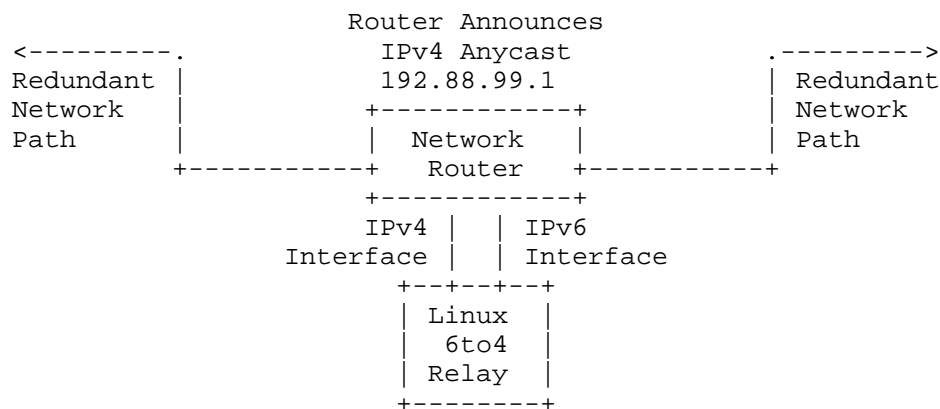 Router Announces
IPv4 Anycast
192.88.99.1
Redundant
Network
Path
Redundant
Network
Path
Network
Router
IPv4
Interface
IPv6
Interface
Linux
6to4
Relay